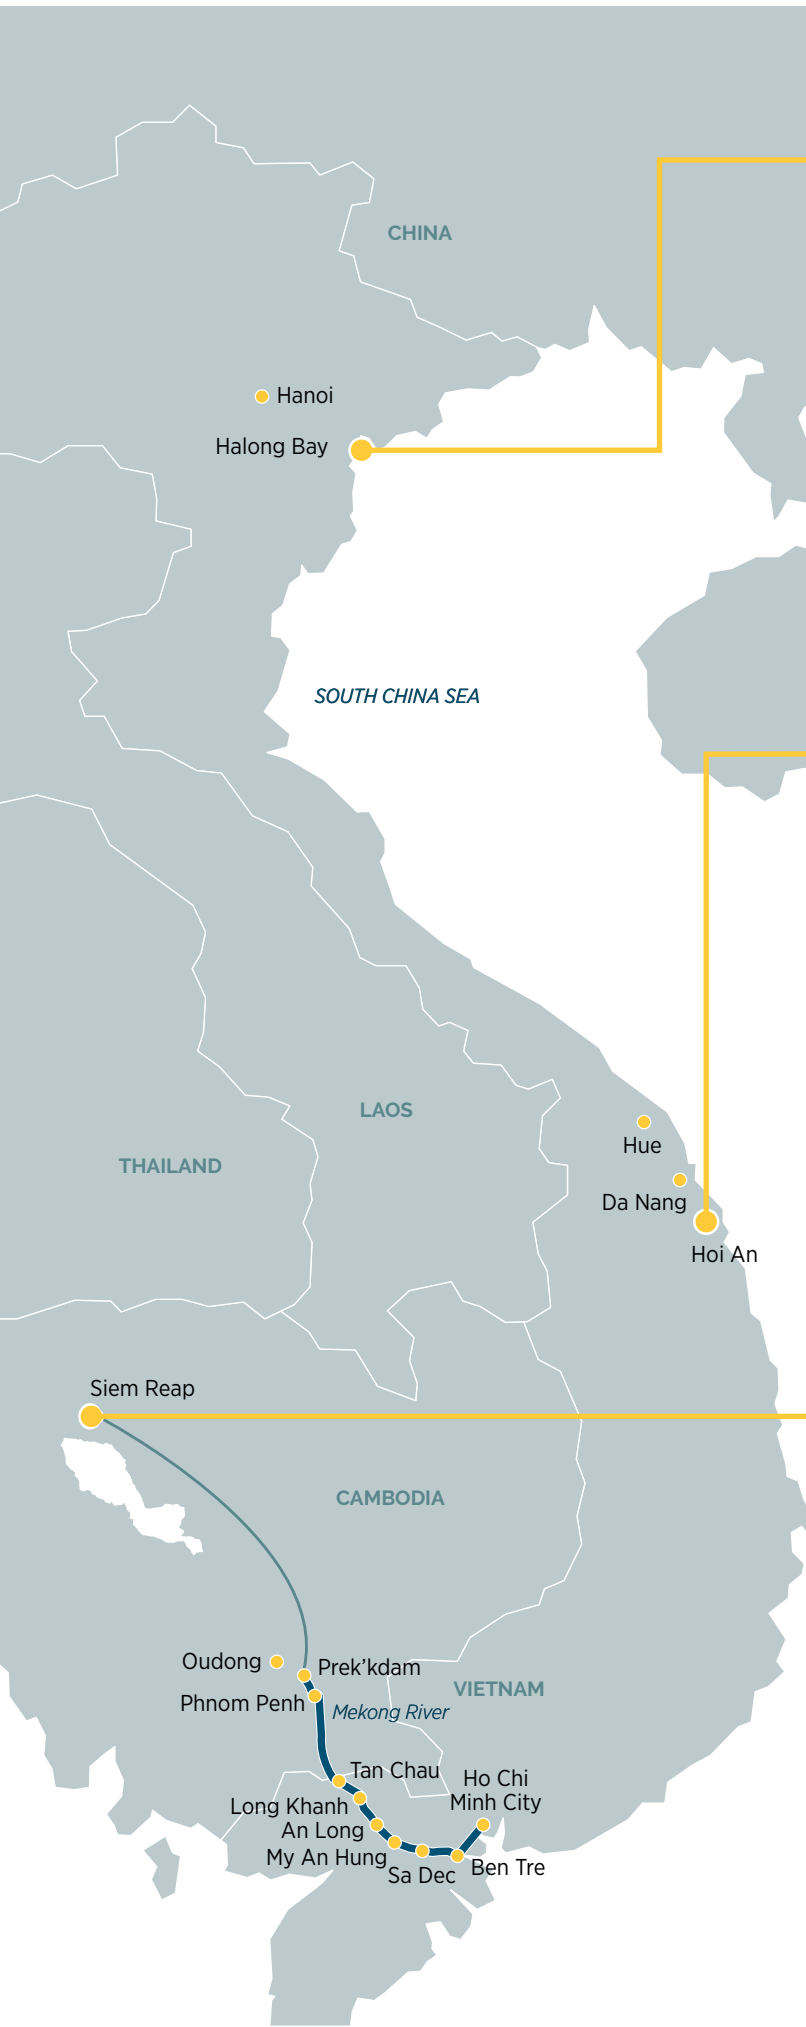 CHINA
Hanoi
Halong Bay
SOUTH CHINA SEA
LAOS
THAILAND
Hue
Da Nang
Hoi An
Siem Reap
CAMBODIA
Oudong
Prek’kdam
VIETNAM
Phnom Penh
Mekong River
Tan Chau
Ho Chi
Minh City
Long Khanh
An Long
My An Hung
Sa Dec
Ben Tre